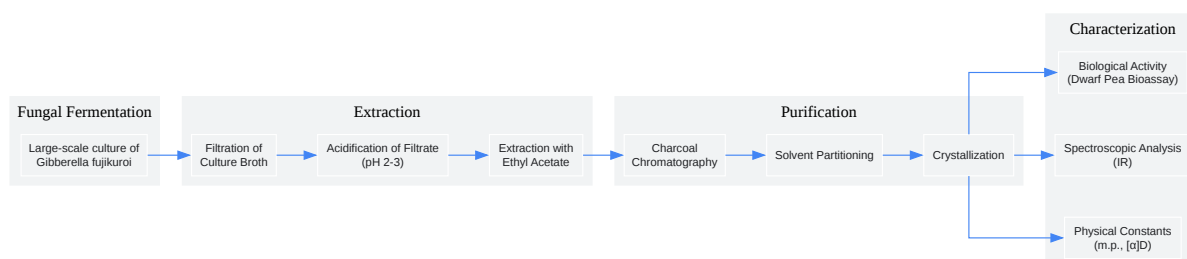 Fungal Fermentation
Large-scale culture of
Gibberella fujikuroi
Extraction
Filtration of
Culture Broth
Acidification of Filtrate
(pH 2-3)
Extraction with
Ethyl Acetate
Purification
Charcoal
Chromatography
Solvent Partitioning
Crystallization
Characterization
Biological Activity
(Dwarf Pea Bioassay)
Spectroscopic Analysis
(IR)
Physical Constants
(m.p., [α]D)